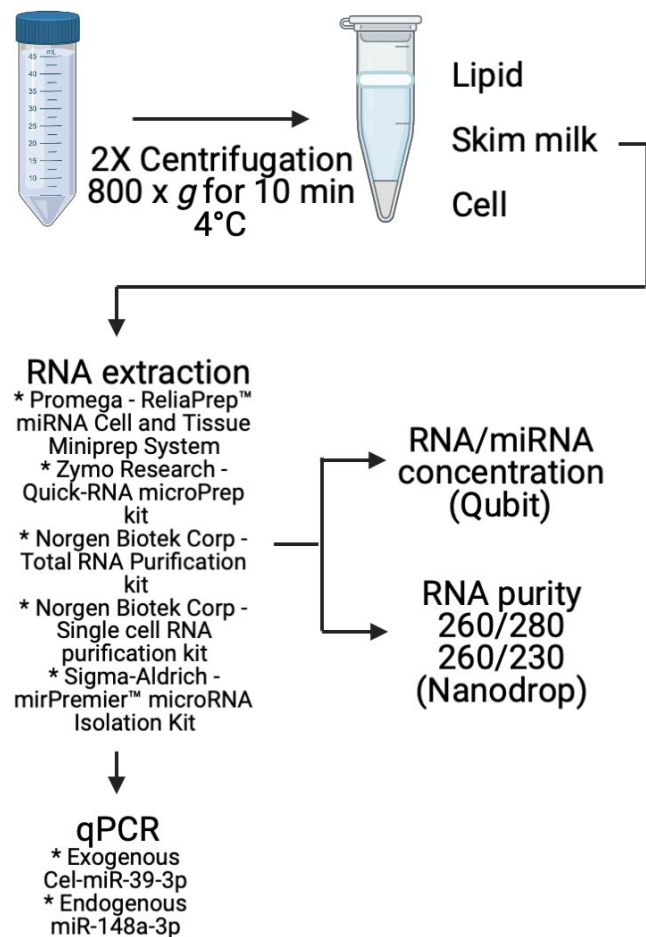 mL
45
40
35
30
25
20
15
10
2X Centrifugation
800 x g for 10 min
4°C
Lipid
Skim milk
Cell
RNA extraction
* Promega - ReliaPrep™
miRNA Cell and Tissue
Miniprep System
* Zymo Research -
Quick-RNA microPrep
kit
* Norgen Biotek Corp -
Total RNA Purification
kit
* Norgen Biotek Corp -
Single cell RNA
purification kit
* Sigma-Aldrich -
mirPremier™ microRNA
Isolation Kit
RNA/miRNA
concentration
(Qubit)
RNA purity
260/280
260/230
(Nanodrop)
qPCR
* Exogenous
Cel-miR-39-3p
* Endogenous
miR-148a-3p